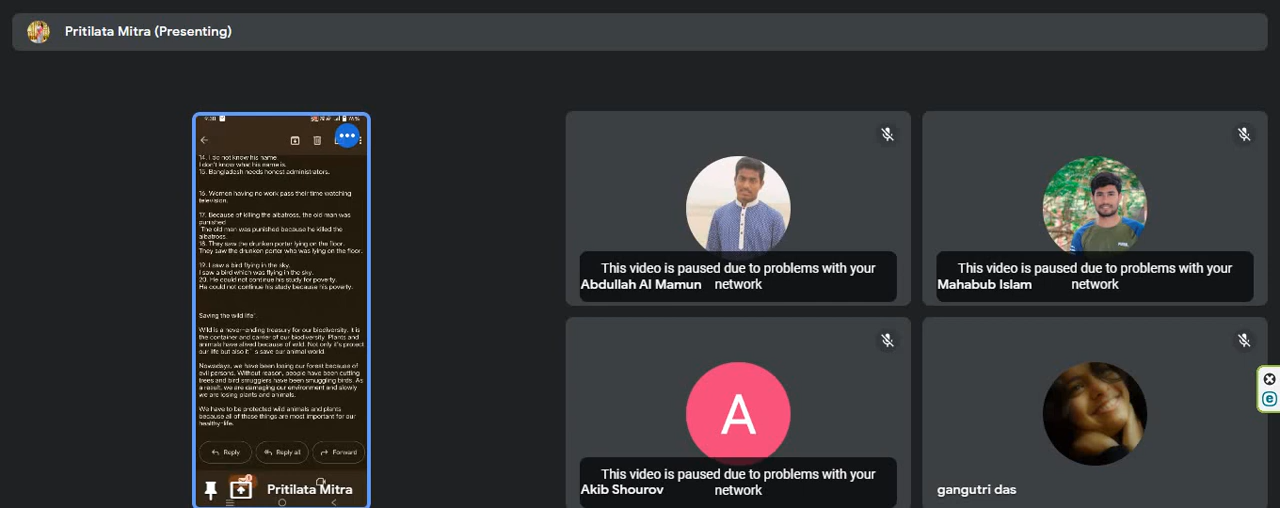 Pritilata Mitra (Presenting)
9:38
14. I do not know his name
I don't know what his name is.
15. Bangladesh needs honest administrators.
16. Women having no work pass their time watching
television.
17. Because of killing the albatross, the old man was
punished
The old man was punished because he killed the
albatross.
18. They saw the drunken porter lying on the floor.
They saw the drunken porter who was lying on the floor.
19. I saw a bird flying in the sky.
I saw a bird which was flying in the sky.
20. He could not continue his study for poverty.
He could not continue his study because his poverty.
Saving the wild life'.
Wild is a never-ending treasury for our biodiversity. It is
the container and carrier of our biodiversity. Plants and
animals have alived because of wild. Not only it's protect
our life but also it's save our animal world.
Nowadays, we have been losing our forest because of
evil persons. Without reason, people have been cutting
trees and bird smugglers have been smuggling birds. As
a result, we are damaging our environment and slowly
we are losing plants and animals.
We have to be protected wild animals and plants
because all of those things are most important for our
healthy-life.
Reply
Reply all
Forward
Pritilata Mitra
This video is paused due to problems with your
network
Abdullah Al Mamun
This video is paused due to problems with your
network
Mahabub Islam
A
This video is paused due to problems with your
network
Akib Shourov
gangutri das